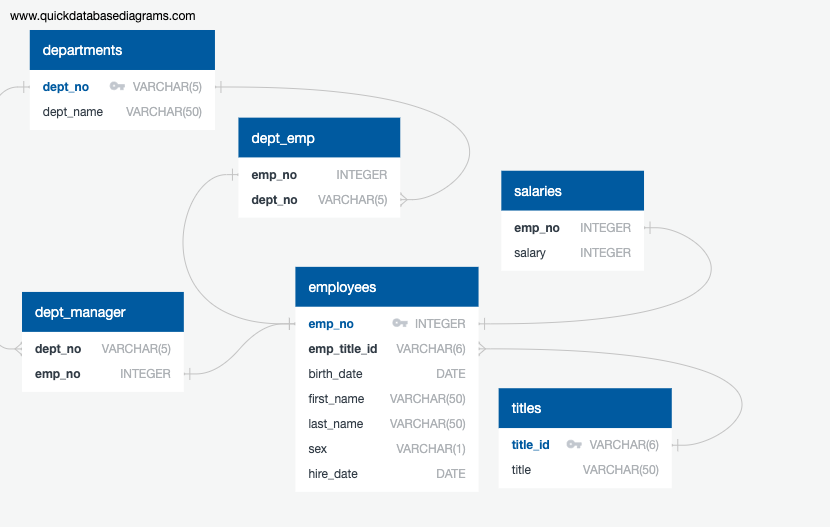 www.quickdatabasediagrams.com
departments
dept_no VARCHAR(5)
dept_name VARCHAR(50)
dept_emp
emp_no INTEGER
dept_no VARCHAR(5)
salaries
emp_no INTEGER
salary INTEGER
employees
emp_no INTEGER
emp_title_id VARCHAR(6)
birth_date DATE
first_name VARCHAR(50)
last_name VARCHAR(50)
sex VARCHAR(1)
hire_date DATE
dept_manager
dept_no VARCHAR(5)
emp_no INTEGER
titles
title_id VARCHAR(6)
title VARCHAR(50)